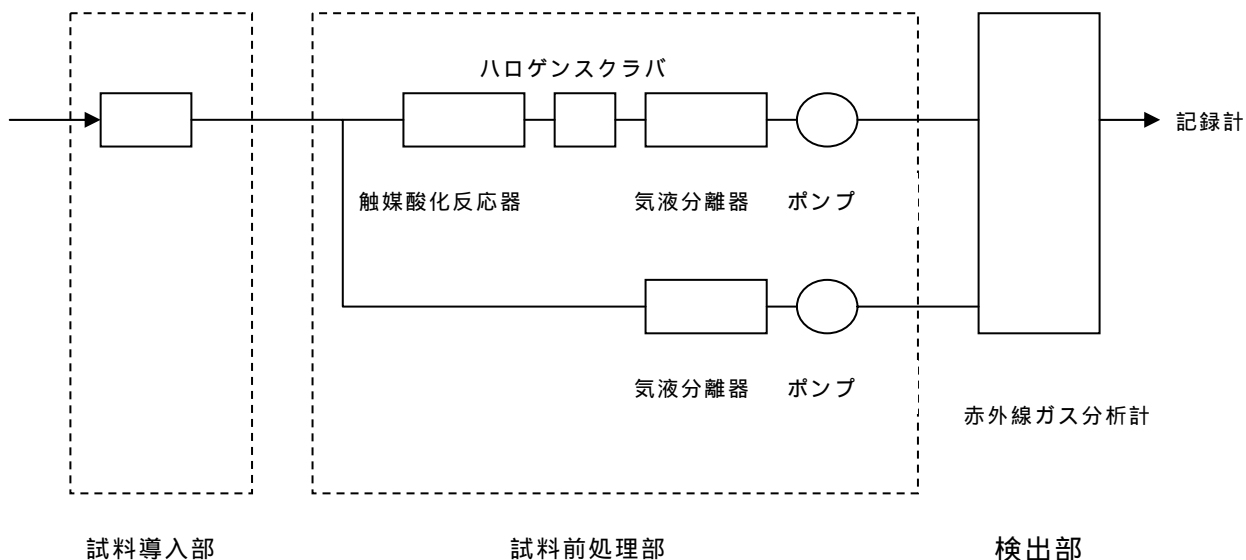 ハロゲンスクラバ
記録計
触媒酸化反応器
気液分離器
ポンプ
気液分離器
ポンプ
赤外線ガス分析計
試料導入部
試料前処理部
検出部